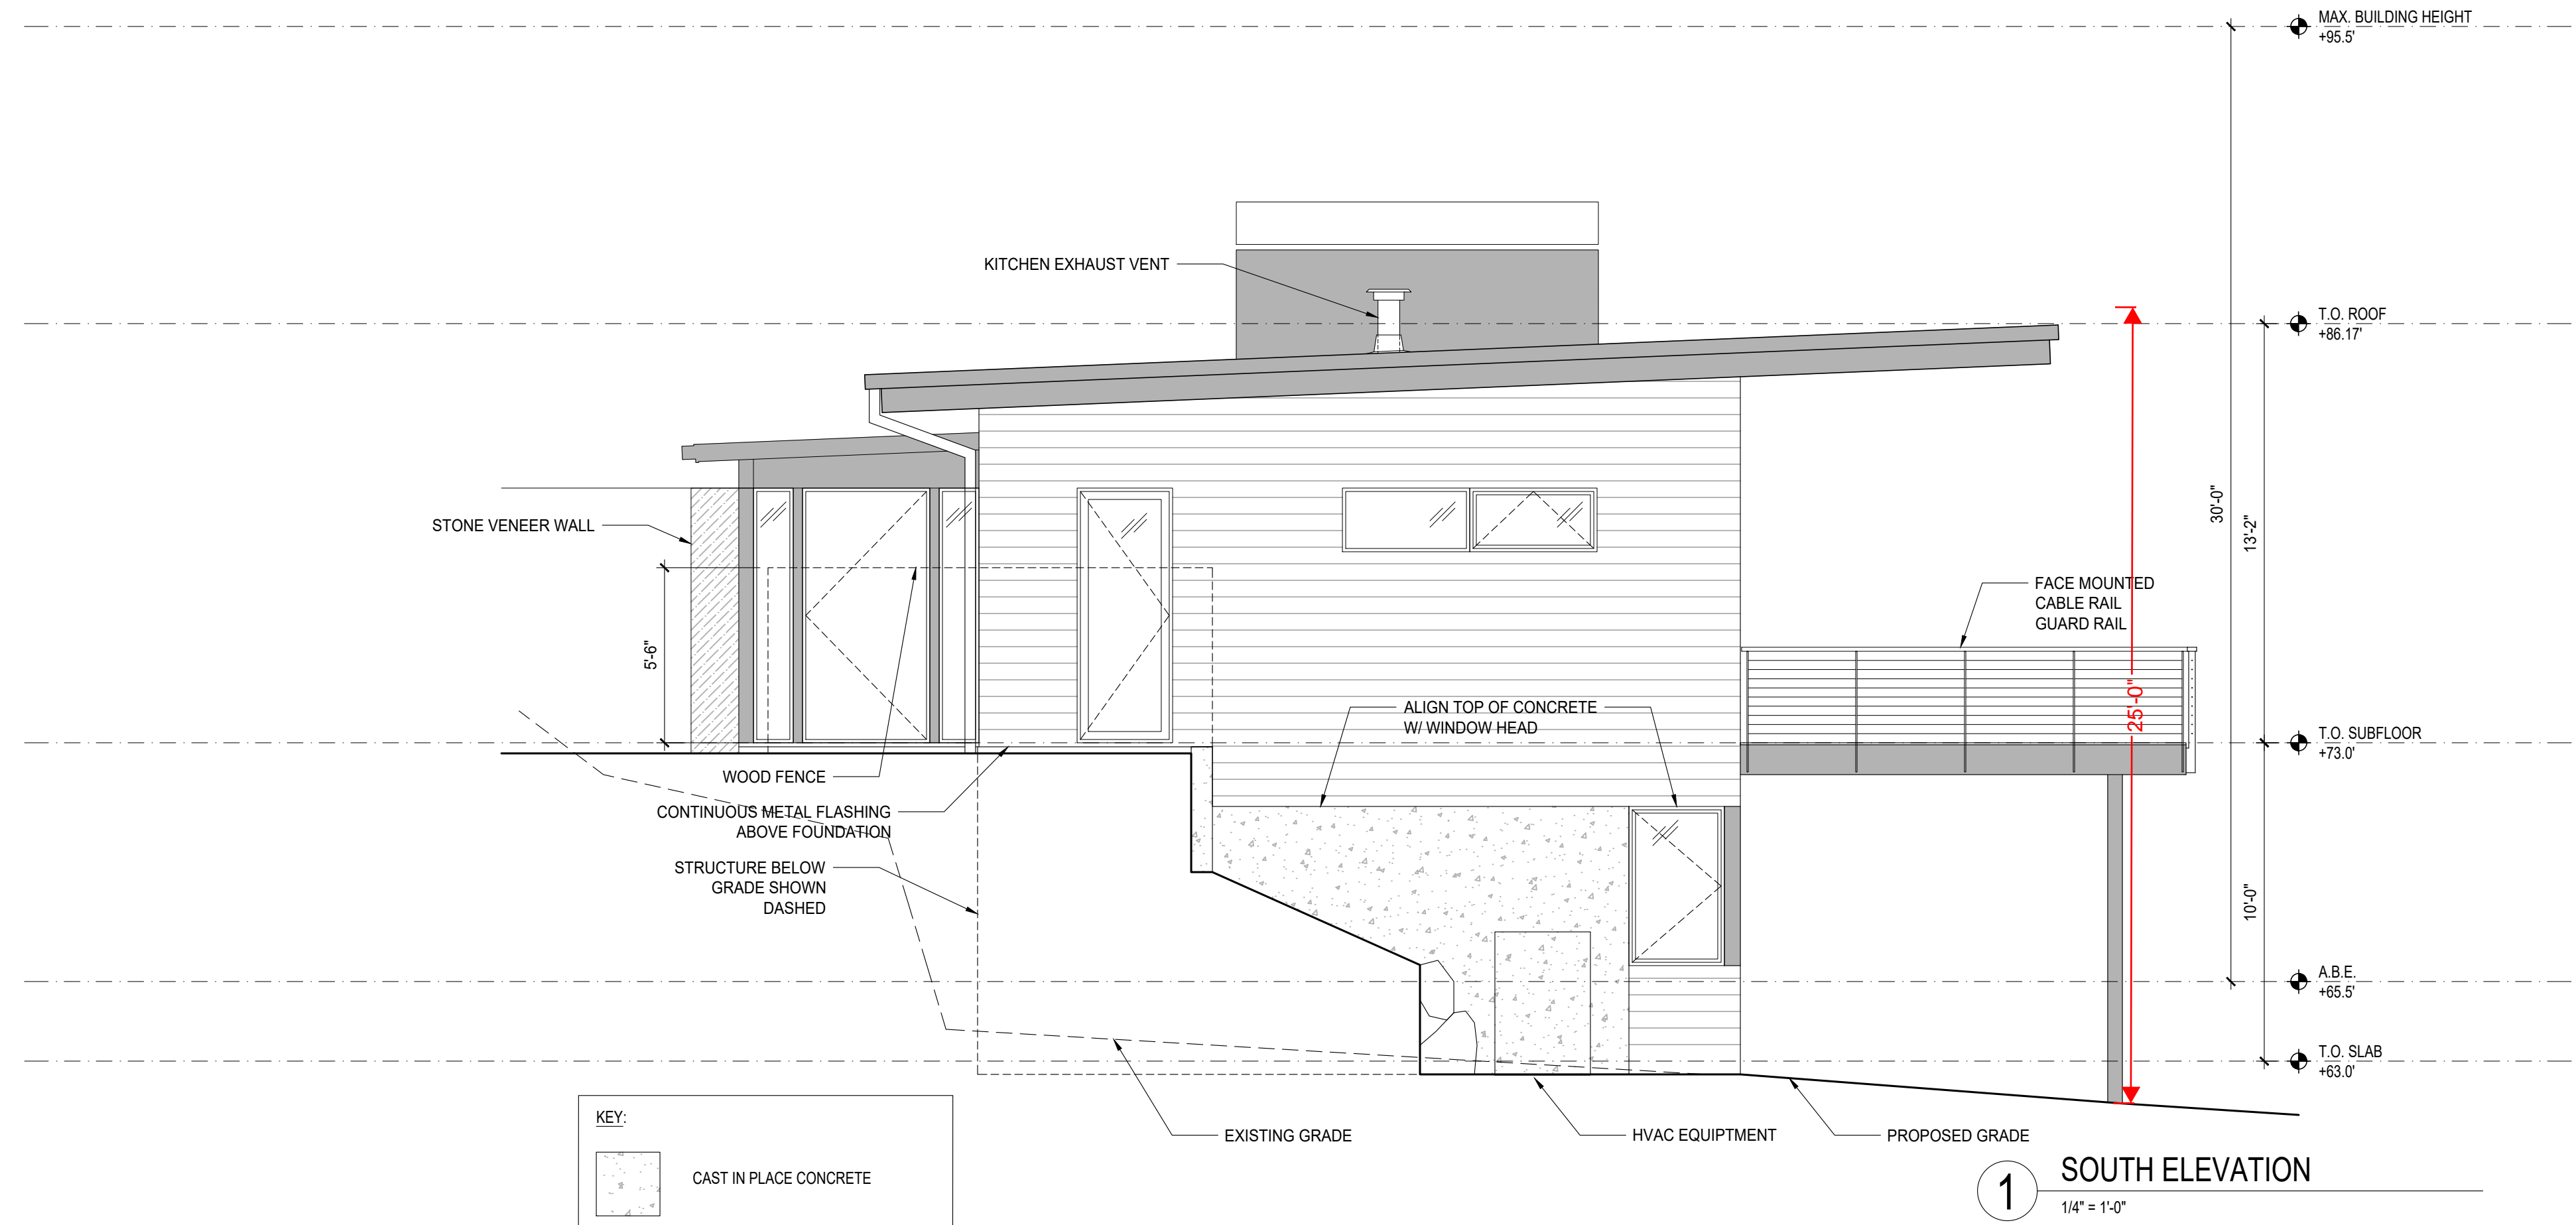 MAX. BUILDING HEIGHT
+95.5'
KITCHEN EXHAUST VENT
T.O. ROOF
+86.17'
30'-0"
13'-2"
STONE VENEER WALL
5'-6"
FACE MOUNTED
CABLE RAIL
GUARD RAIL
25'-0"
ALIGN TOP OF CONCRETE
W/ WINDOW HEAD
T.O. SUBFLOOR
+73.0'
WOOD FENCE
CONTINUOUS METAL FLASHING
ABOVE FOUNDATION
STRUCTURE BELOW
GRADE SHOWN
DASHED
10'-0"
A.B.E.
+65.5'
T.O. SLAB
+63.0'
KEY:
CAST IN PLACE CONCRETE
EXISTING GRADE
HVAC EQUIPTMENT
PROPOSED GRADE
1
SOUTH ELEVATION
1/4" = 1'-0"